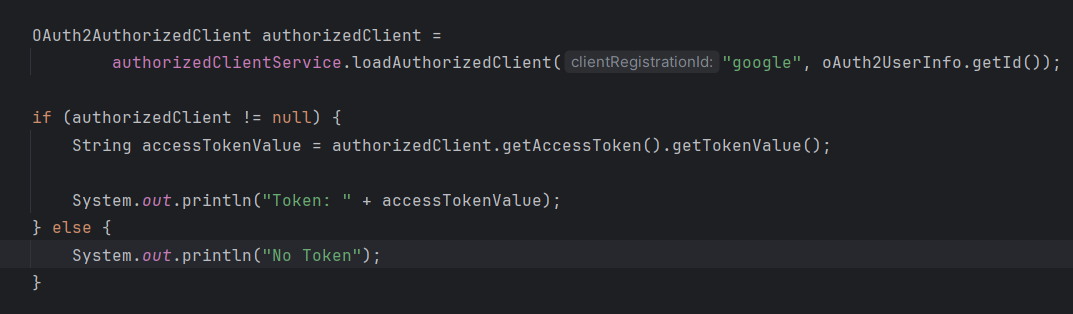 OAuth2AuthorizedClient authorizedClient =
authorizedClientService.loadAuthorizedClient( clientRegistrationId: "google", oAuth2UserInfo.getId());
if (authorizedClient != null) {
String accessTokenValue = authorizedClient.getAccessToken().getTokenValue();
System.out.println("Token: " + accessTokenValue);
} else {
System.out.println("No Token");
}